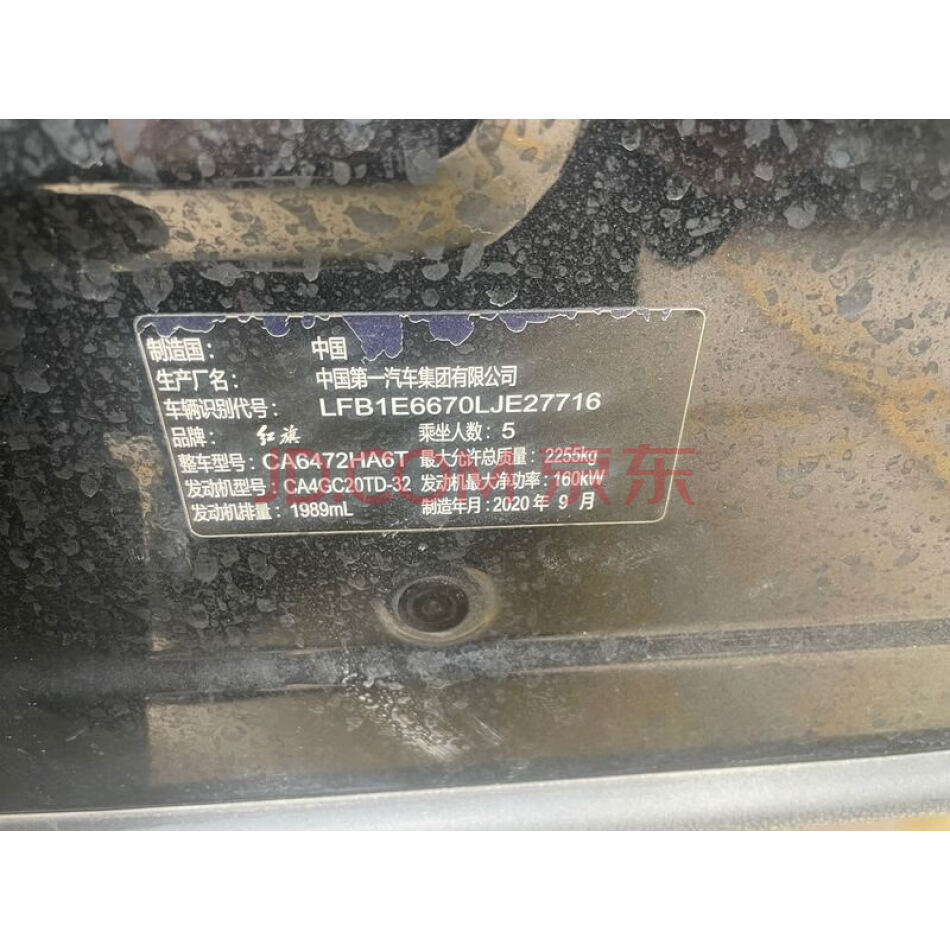 制造国： 中国
生产厂名： 中国第一汽车集团有限公司
车辆识别代号： LFB1E6670LJE27716
品牌： 红旗 乘坐人数：5
整车型号：CA6472HA6T 最大允许总质量：2255kg
发动机型号：CA4GC20TD-32 发动机最大净功率：160kW
发动机排量：1989mL 制造年月：2020年 9 月
JD.COM 京东